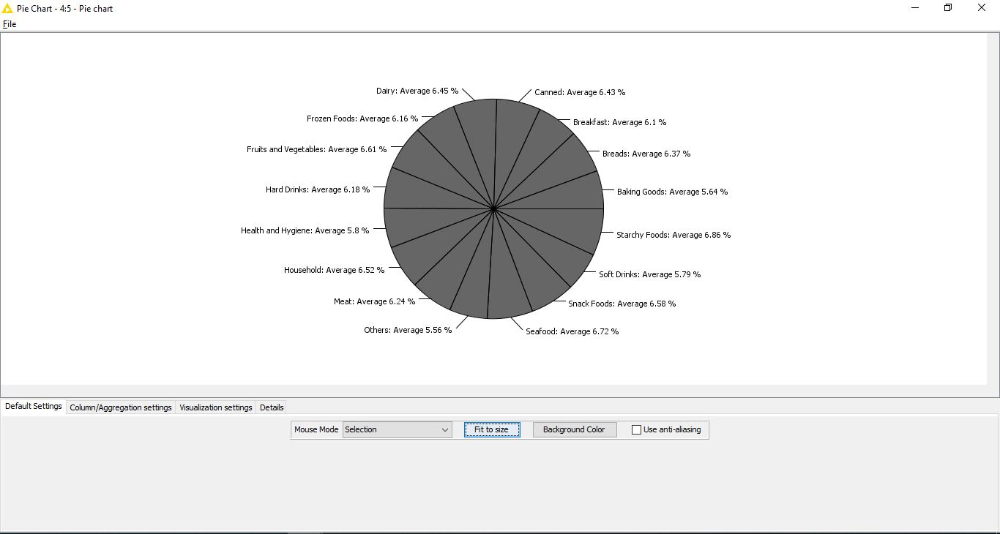 Pie Chart - 4:5 - Pie chart
File
Dairy: Average 6.45 %
Canned: Average 6.43 %
Frozen Foods: Average 6.16 %
Breakfast: Average 6.1 %
Fruits and Vegetables: Average 6.61 %
Breads: Average 6.37 %
Hard Drinks: Average 6.18 %
Baking Goods: Average 5.64 %
Health and Hygiene: Average 5.8 %
Starchy Foods: Average 6.86 %
Household: Average 6.52 %
Soft Drinks: Average 5.79 %
Meat: Average 6.24 %
Snack Foods: Average 6.58 %
Others: Average 5.56 %
Seafood: Average 6.72 %
Default Settings Column/Aggregation settings Visualization settings Details
Mouse Mode Selection Fit to size Background Color Use anti-aliasing